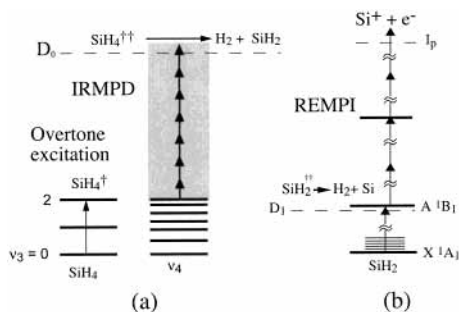 SiH₄†† → H₂ + SiH₂
D₀
IRMPD
Overtone
excitation
SiH₄†
2
ν₃ = 0
SiH₄
ν₄
(a)
Si⁺ + e⁻
Iₚ
REMPI
SiH₂†† → H₂ + Si
D₁
A ¹B₁
X ¹A₁
SiH₂
(b)